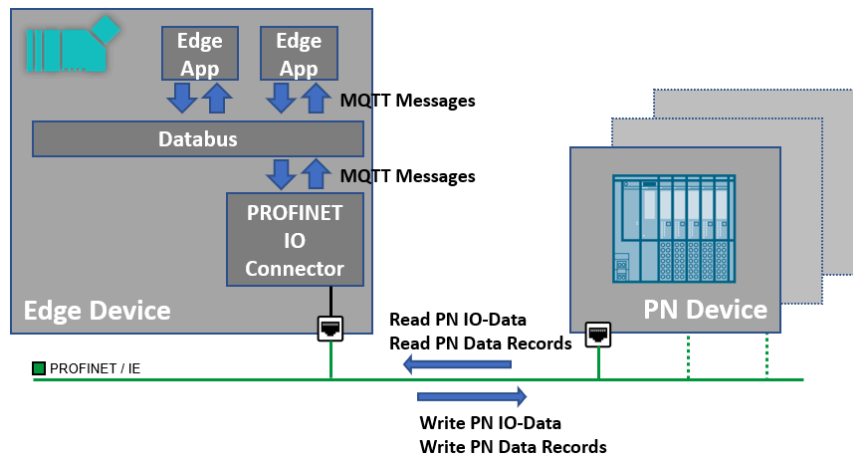 Edge
App
Edge
App
MQTT Messages
Databus
MQTT Messages
PROFINET
IO
Connector
Edge Device
PN Device
Read PN IO-Data
Read PN Data Records
PROFINET / IE
Write PN IO-Data
Write PN Data Records